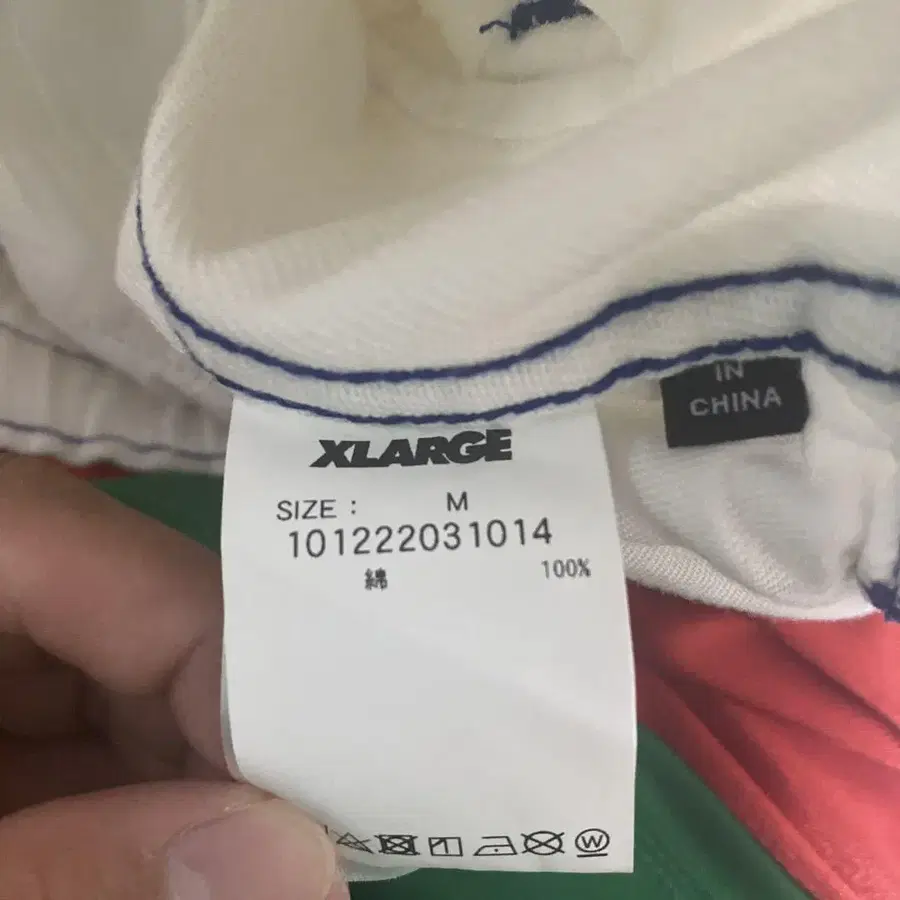 IN
CHINA
XLARGE
SIZE : M
101222031014
綿 100%
W